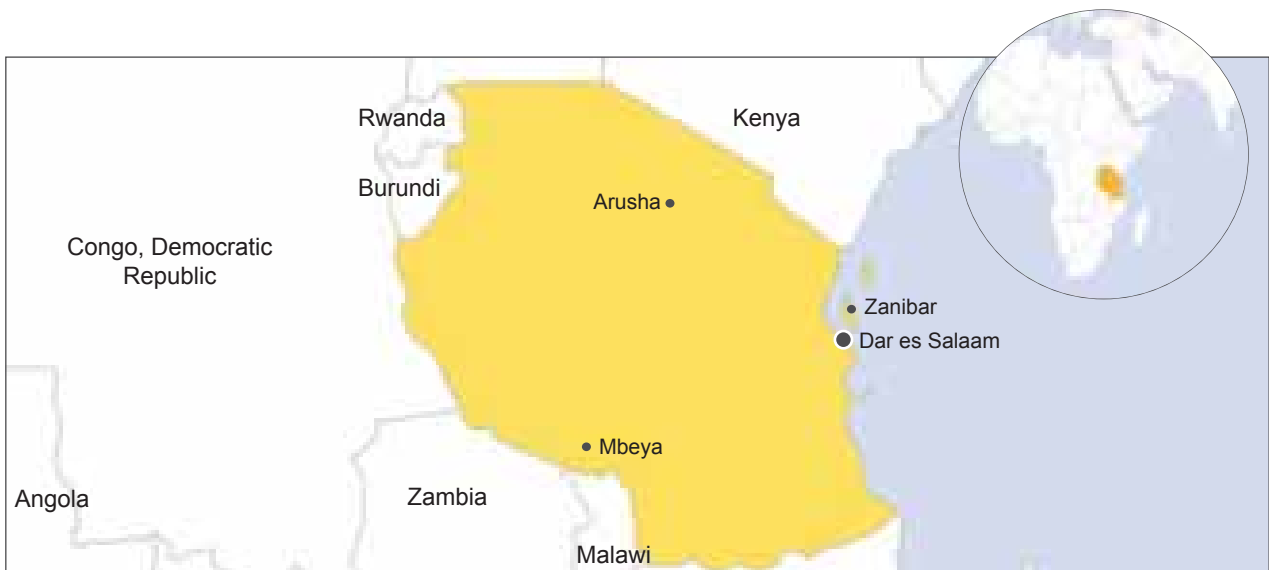 Rwanda
Kenya
Burundi
Arusha
Congo, Democratic
Republic
Zanibar
Dar es Salaam
Mbeya
Angola
Zambia
Malawi